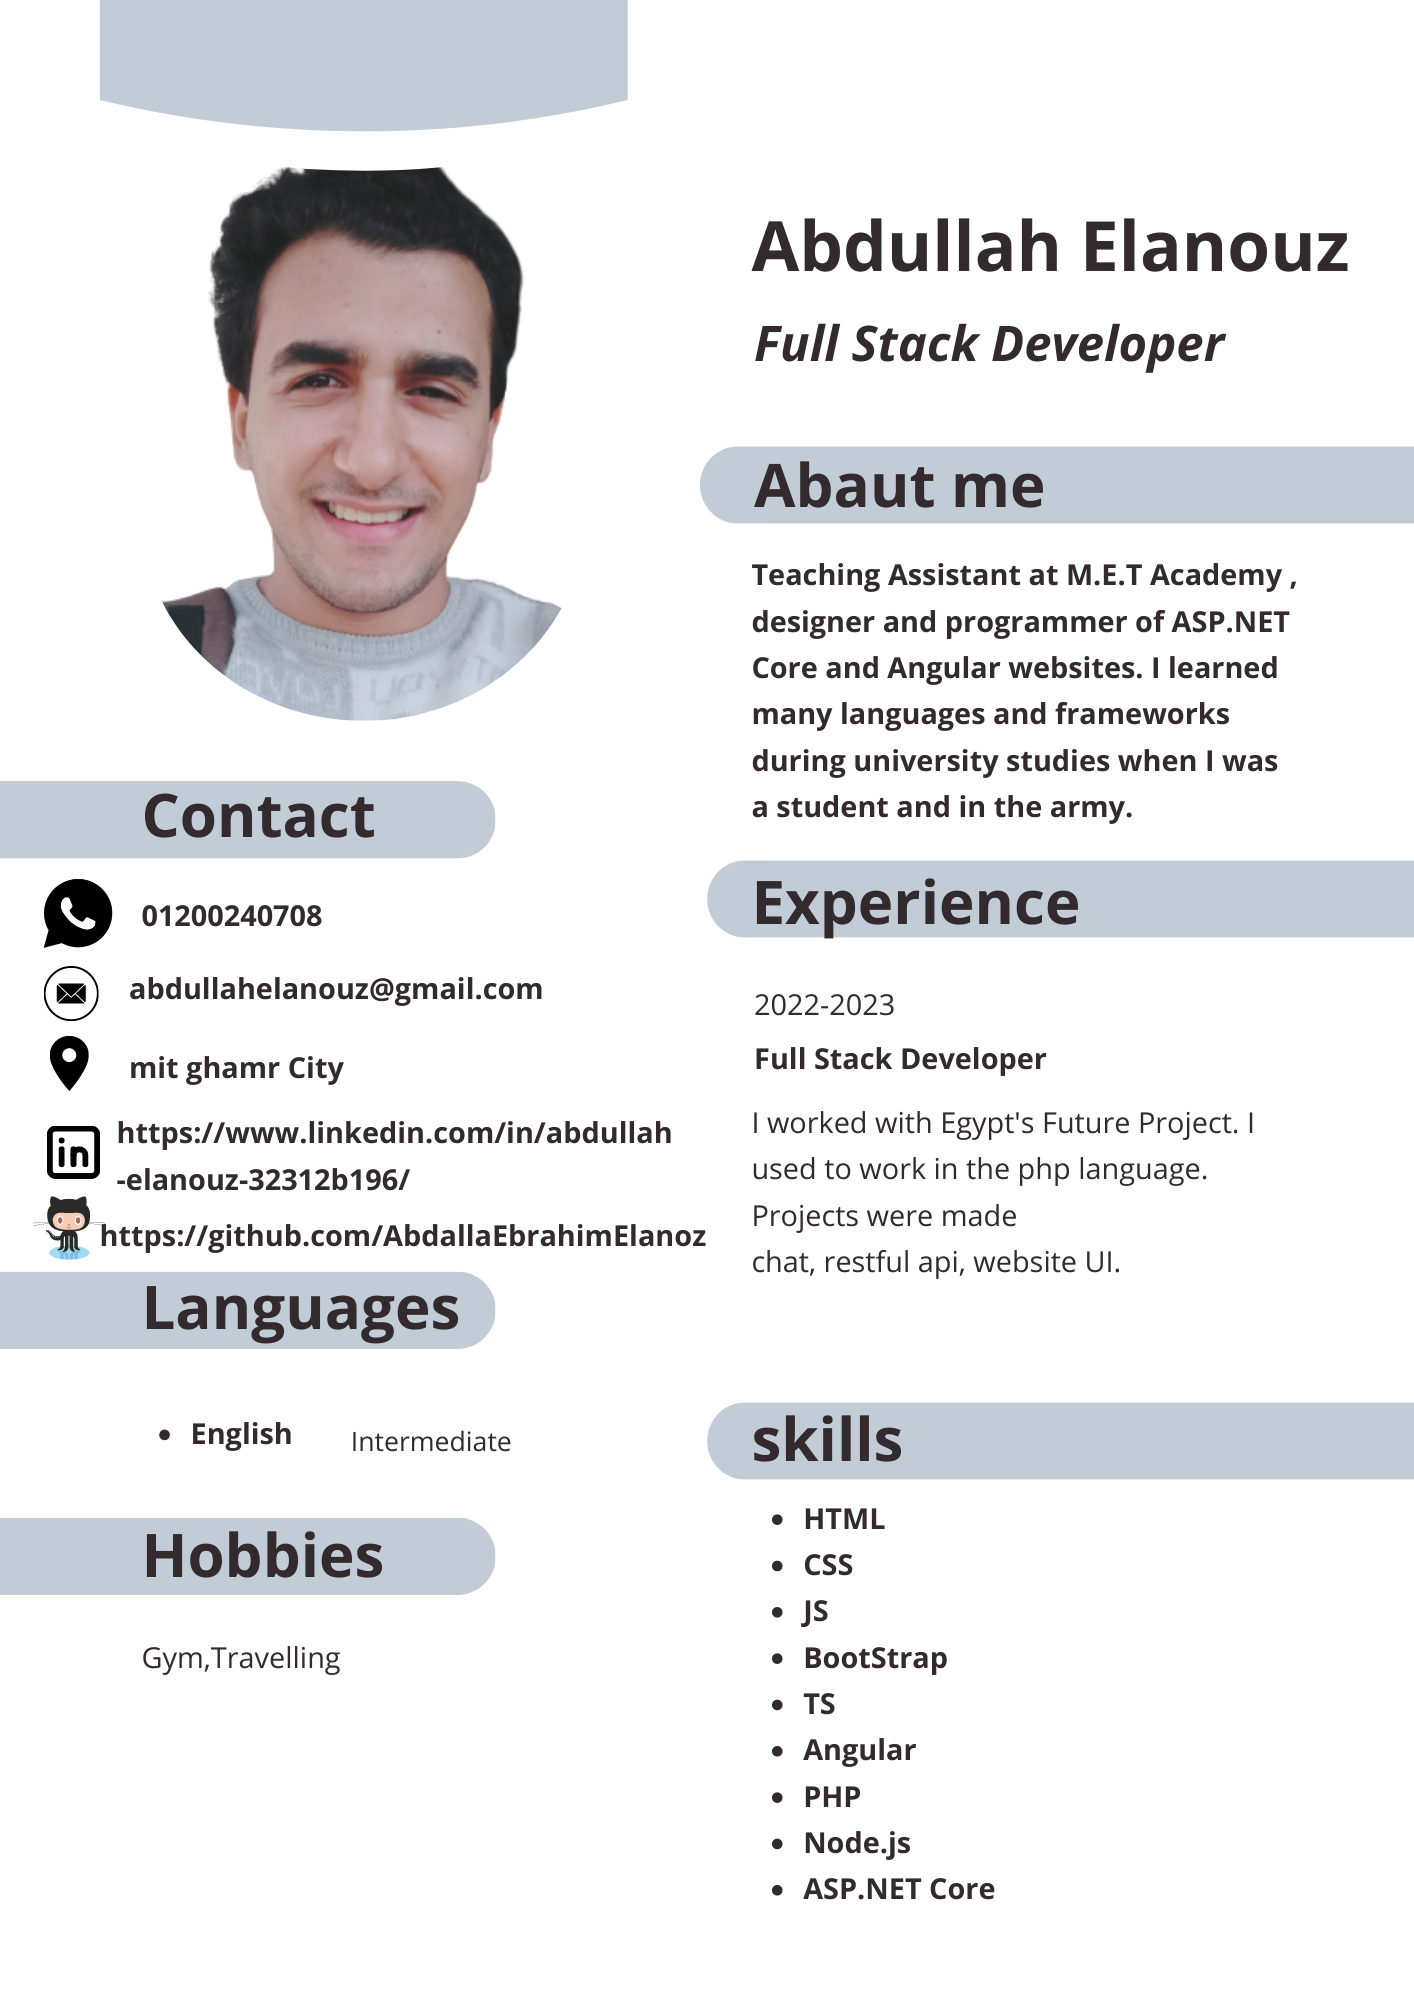 Abdullah Elanouz
Full Stack Developer
Abaut me
Teaching Assistant at M.E.T Academy ,
designer and programmer of ASP.NET
Core and Angular websites. I learned
many languages and frameworks
during university studies when I was
a student and in the army.
Contact
01200240708
abdullahelanouz@gmail.com
mit ghamr City
https://www.linkedin.com/in/abdullah
-elanouz-32312b196/
https://github.com/AbdallaEbrahimElanoz
Languages
• English Intermediate
Hobbies
Gym,Travelling
Experience
2022-2023
Full Stack Developer
I worked with Egypt's Future Project. I
used to work in the php language.
Projects were made
chat, restful api, website UI.
skills
• HTML
• CSS
• JS
• BootStrap
• TS
• Angular
• PHP
• Node.js
• ASP.NET Core